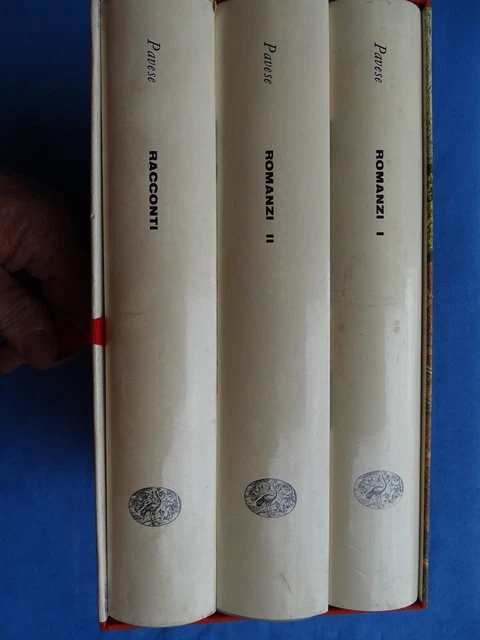 Pavese
RACCONTI
Pavese
ROMANZI II
Pavese
ROMANZI I